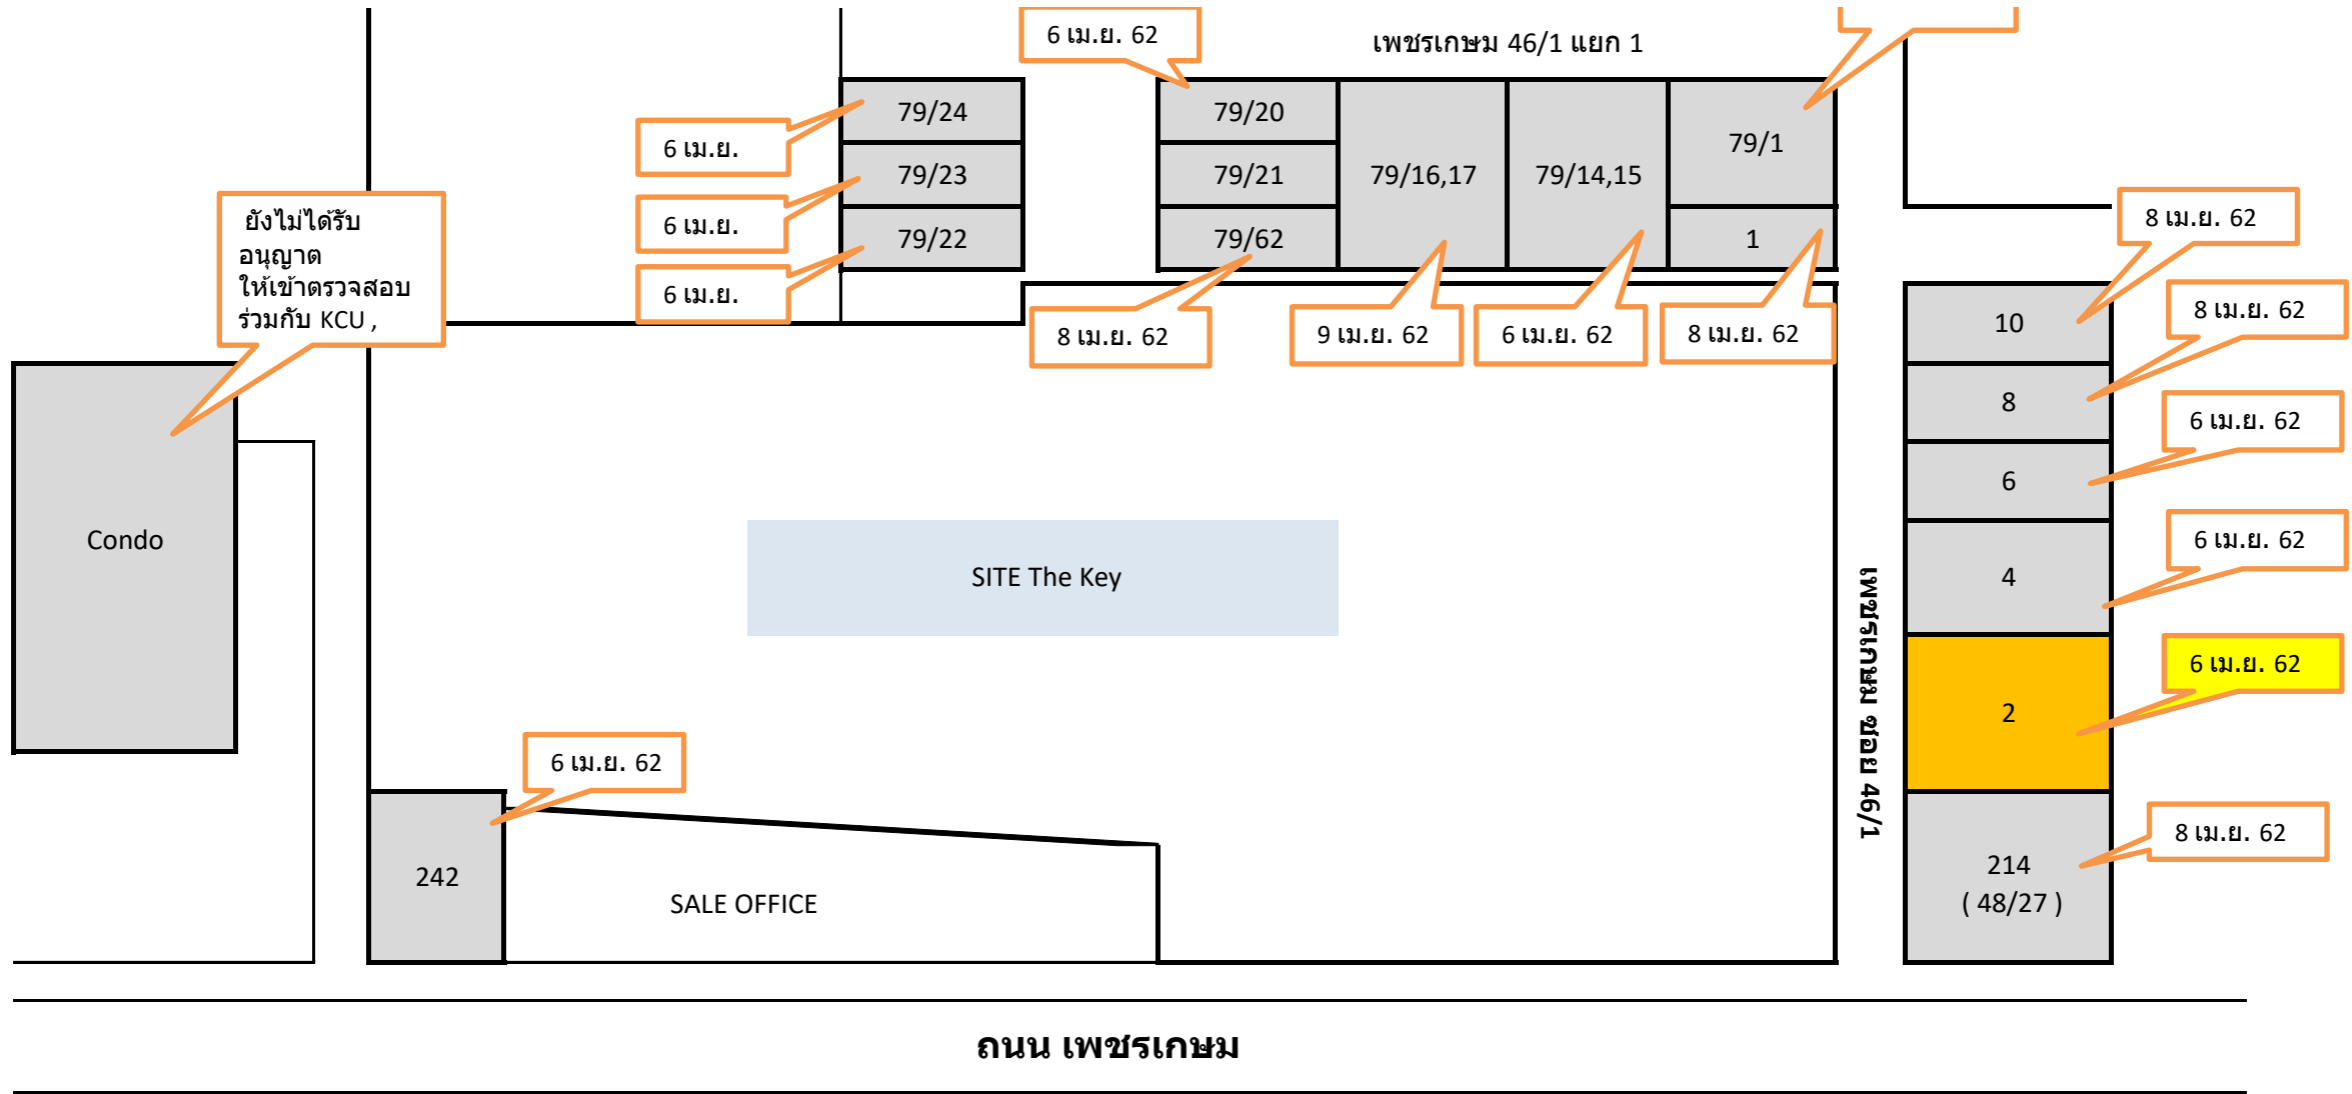 6 เม.ย. 62
เพชรเกษม 46/1 แยก 1
79/24
79/20
6 เม.ย.
79/1
79/23
79/21
79/16,17
79/14,15
ยังไม่ได้รับ
อนุญาต
ให้เข้าตรวจสอบ
ร่วมกับ KCU ,
6 เม.ย.
79/22
79/62
1
8 เม.ย. 62
6 เม.ย.
8 เม.ย. 62
9 เม.ย. 62
6 เม.ย. 62
8 เม.ย. 62
10
8 เม.ย. 62
8
6 เม.ย. 62
6
Condo
SITE The Key
4
6 เม.ย. 62
เพชรเกษม ซอย 46/1
2
6 เม.ย. 62
6 เม.ย. 62
242
SALE OFFICE
214
( 48/27 )
8 เม.ย. 62
ถนน เพชรเกษม